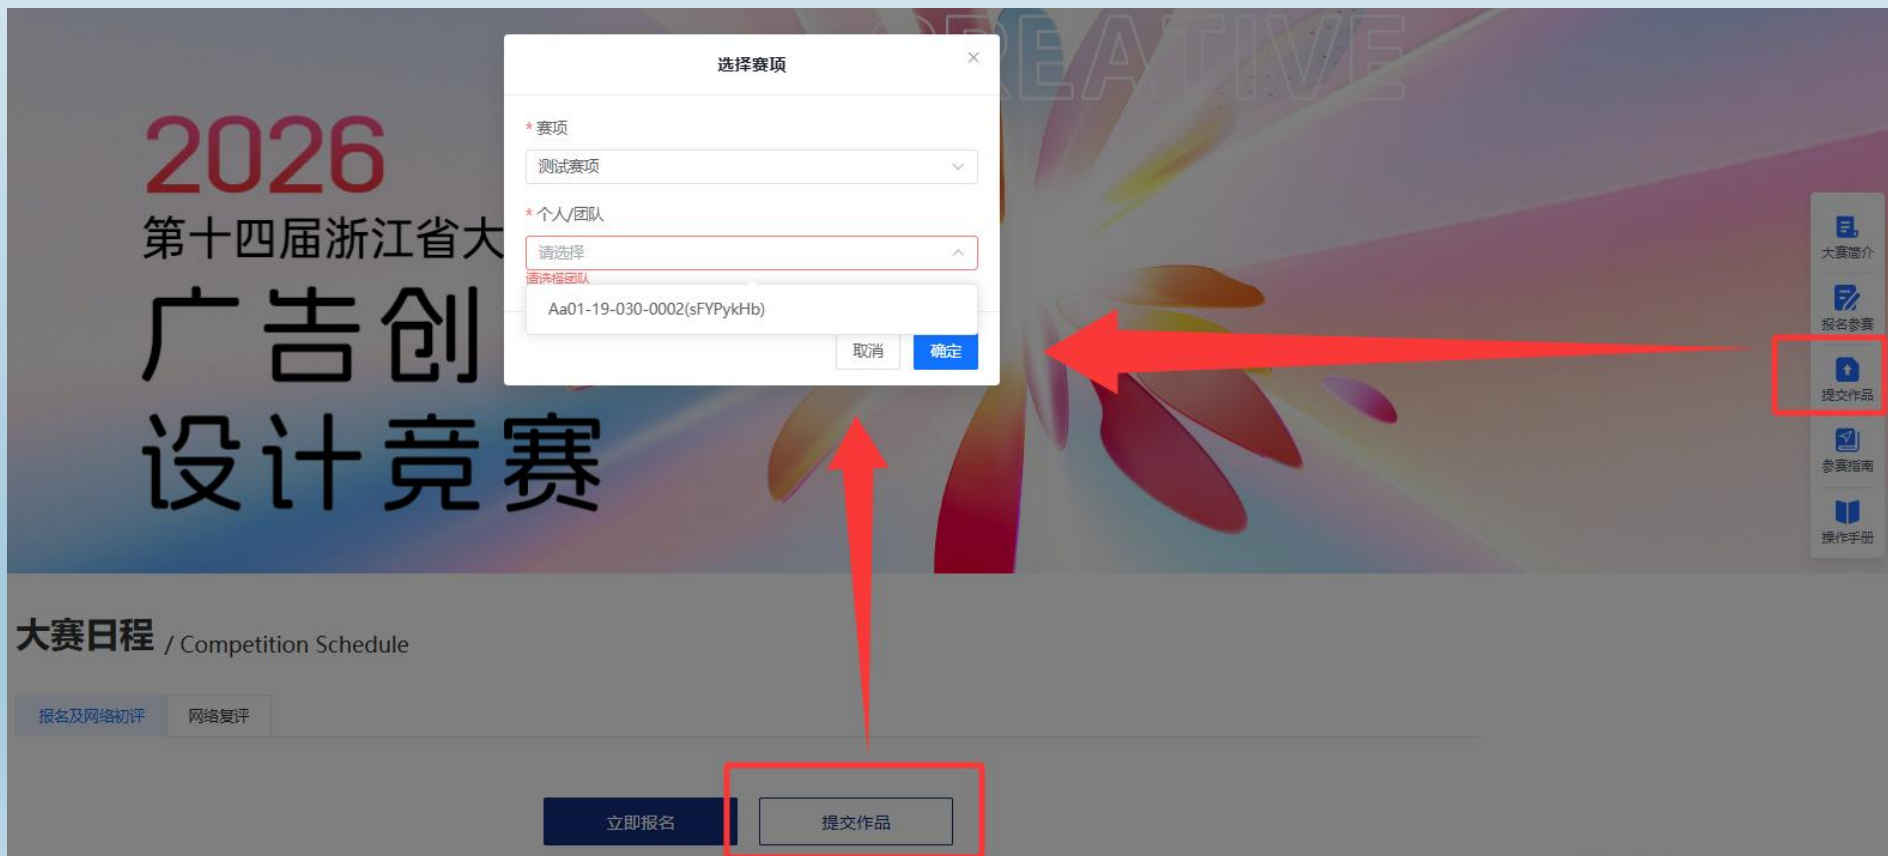 CREATIVE
选择赛项
* 赛项
测试赛项
* 个人/团队
请选择
请选择团队
Aa01-19-030-0002(sFYPykHb)
取消
确定
2026
第十四届浙江省大
广告创
设计竞赛
大赛简介
报名参赛
提交作品
参赛指南
操作手册
大赛日程 / Competition Schedule
报名及网络初评
网络复评
立即报名
提交作品